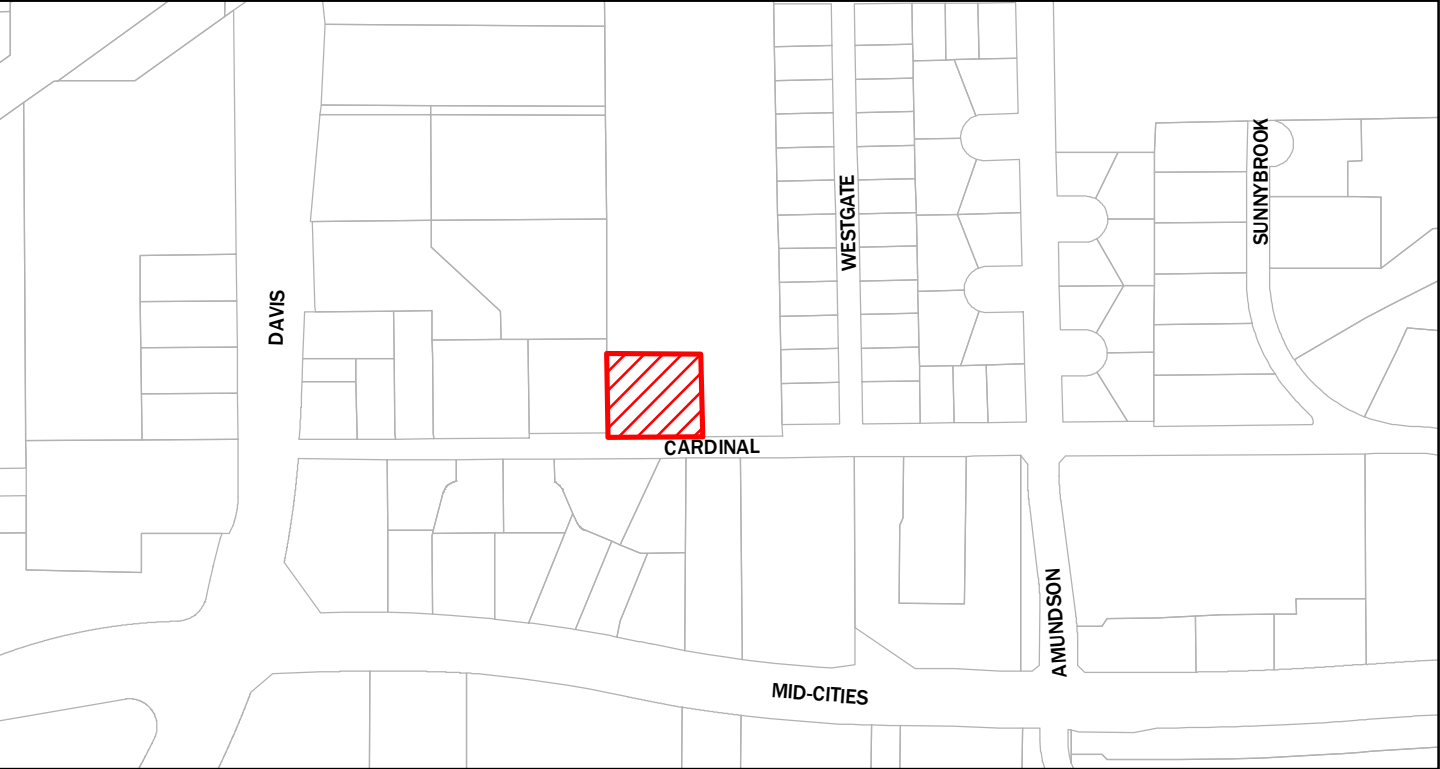 SUNNYBROOK
WESTGATE
DAVIS
CARDINAL
AMUNDSON
MID-CITIES